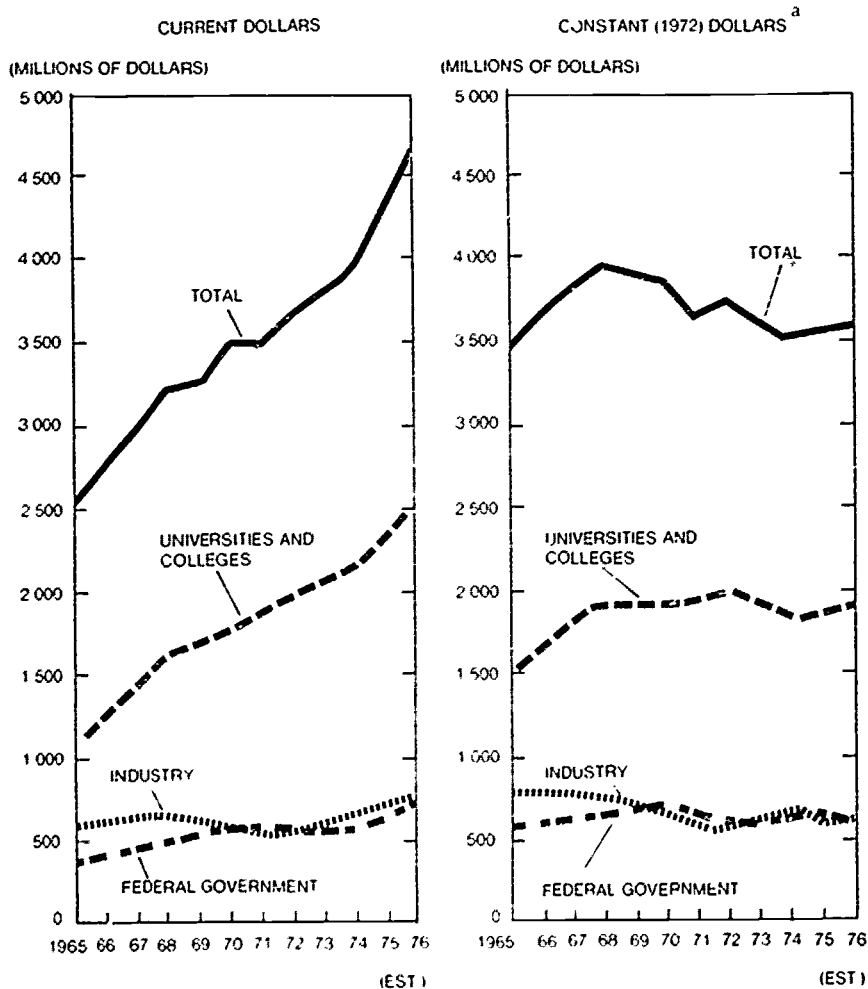 CURRENT DOLLARS
(MILLIONS OF DOLLARS)
5 000
4 500
4 000
3 500
3 000
2 500
2 000
1 500
1 000
500
0
TOTAL
UNIVERSITIES AND
COLLEGES
INDUSTRY
FEDERAL GOVERNMENT
1965 66 67 68 69 70 71 72 73 74 75 76
(EST.)
CONSTANT (1972) DOLLARS a
(MILLIONS OF DOLLARS)
5 000
4 500
4 000
3 500
3 000
2 500
2 000
1 500
1 000
500
0
TOTAL
UNIVERSITIES AND
COLLEGES
INDUSTRY
FEDERAL GOVERNMENT
1965 66 67 68 69 70 71 72 73 74 75 76
(EST.)